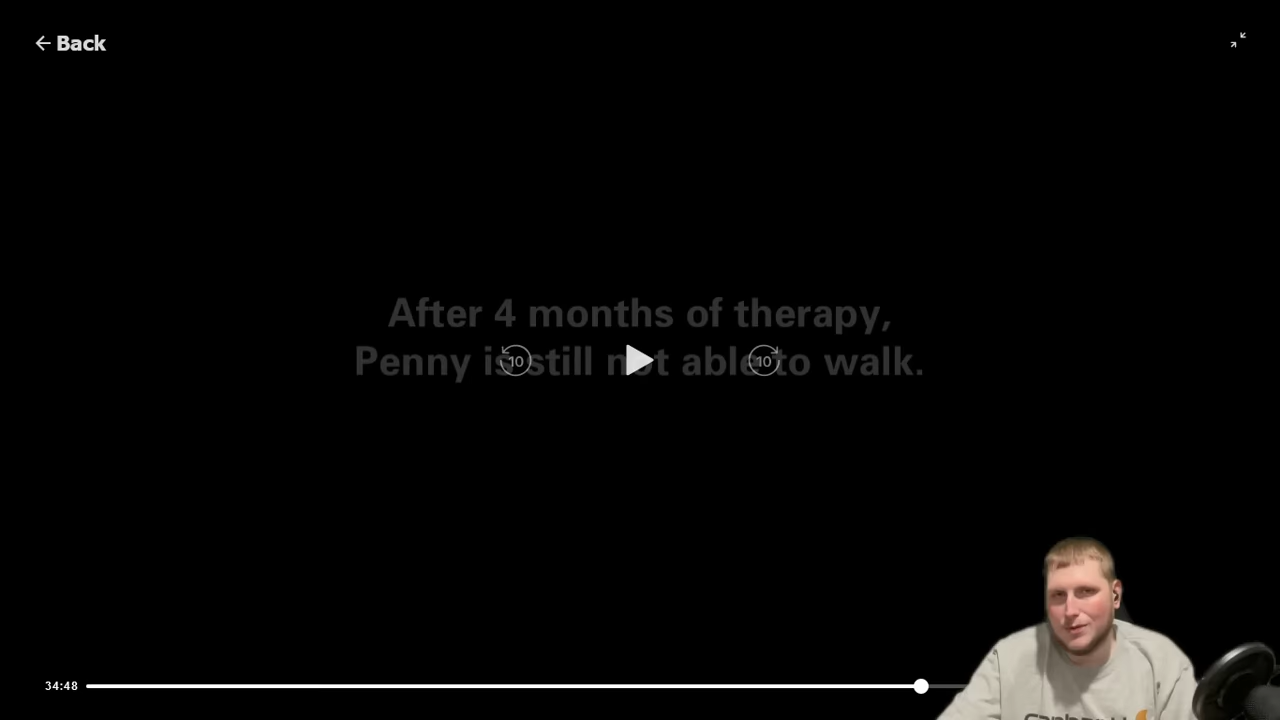 Back
After 4 months of therapy,
Penny is still not able to walk.
10
10
34:48